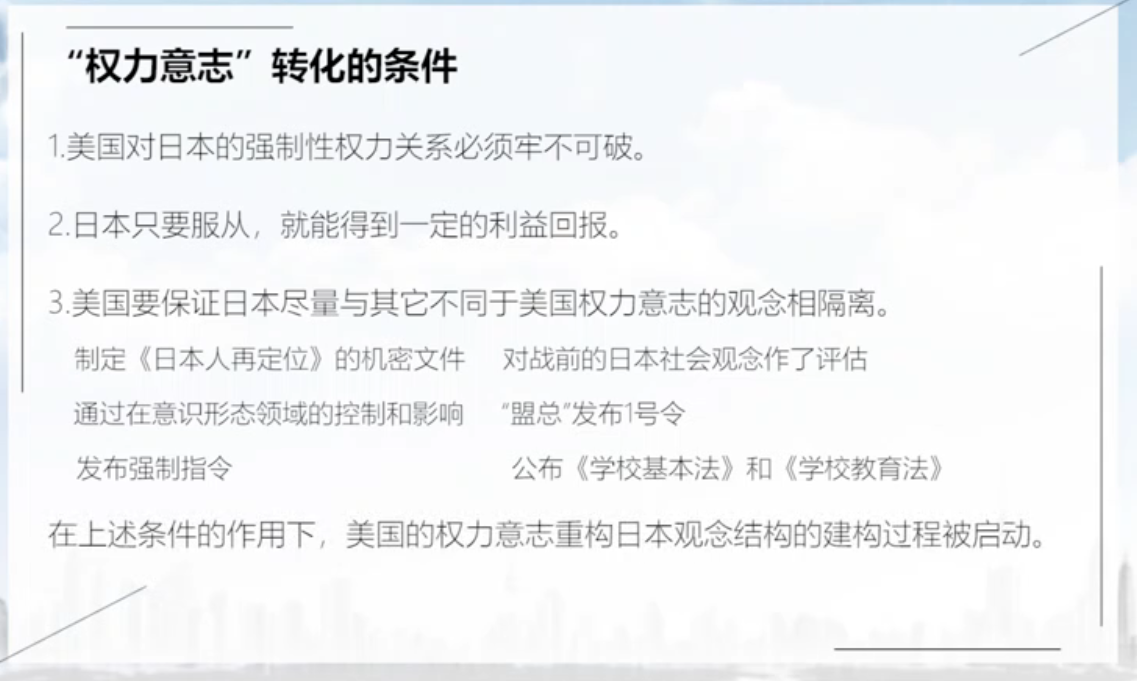 “权力意志”转化的条件
1.美国对日本的强制性权力关系必须牢不可破。
2.日本只要服从，就能得到一定的利益回报。
3.美国要保证日本尽量与其它不同于美国权力意志的观念相隔离。
制定《日本人再定位》的机密文件 对战前的日本社会观念作了评估
通过在意识形态领域的控制和影响 “盟总”发布1号令
发布强制指令 公布《学校基本法》和《学校教育法》
在上述条件的作用下，美国的权力意志重构日本观念结构的建构过程被启动。